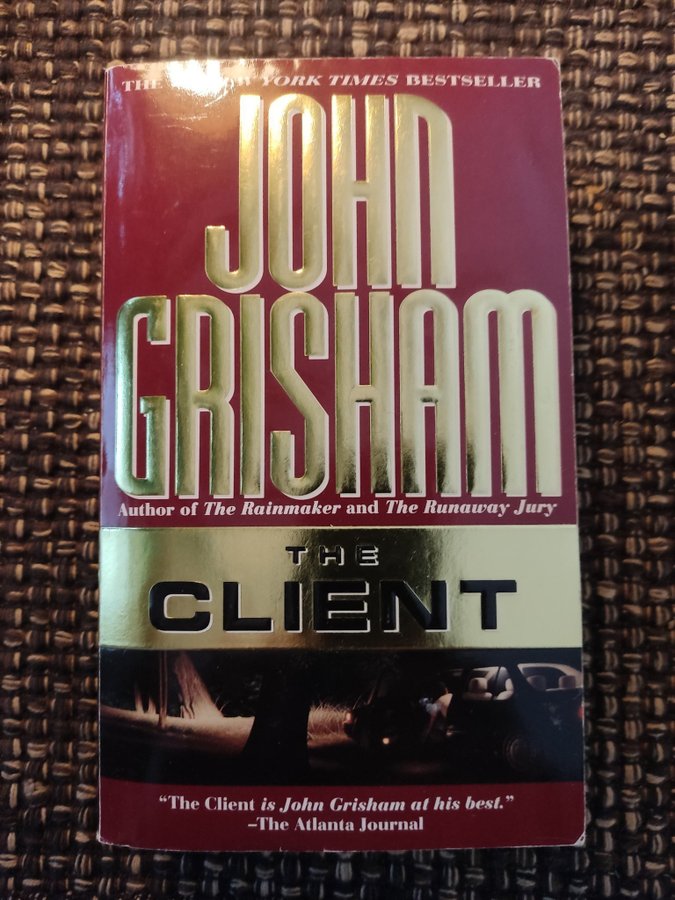 THE YORK TIMES BESTSELLER
JOHN
GRISHAM
Author of The Rainmaker and The Runaway Jury
THE
CLIENT
“The Client is John Grisham at his best.”
–The Atlanta Journal